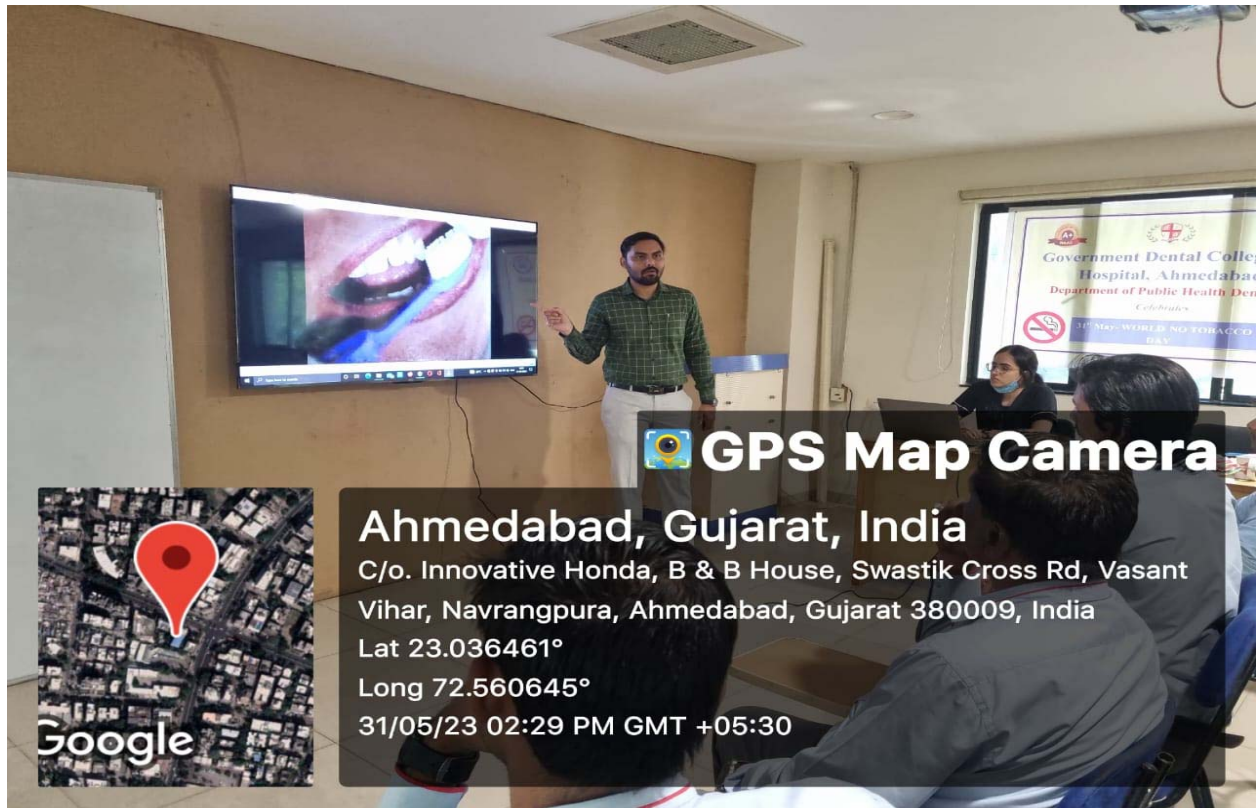 Government Dental Colle
Hospital, Ahmedabad
Department of Public Health Den
Celebrates
31st May- WORLD NO TOBACCO
DAY
GPS Map Camera
Ahmedabad, Gujarat, India
C/o. Innovative Honda, B & B House, Swastik Cross Rd, Vasant
Vihar, Navrangpura, Ahmedabad, Gujarat 380009, India
Lat 23.036461°
Long 72.560645°
31/05/23 02:29 PM GMT +05:30
Google